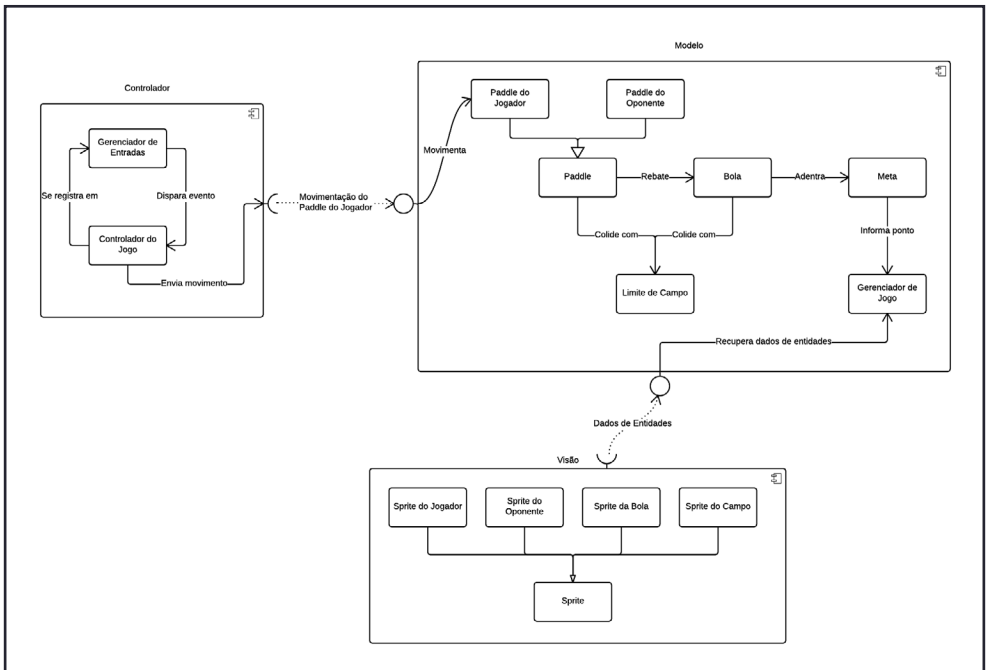 Modelo
Controlador
Paddle do
Jogador
Paddle do
Oponente
Gerenciador de
Entradas
Movimenta
Paddle
Rebate
Bola
Adentra
Meta
Se registra em
Dispara evento
Movimentação do
Paddle do Jogador
Controlador do
Jogo
Colide com
Colide com
Informa ponto
Envia movimento
Limite de Campo
Gerenciador de
Jogo
Recupera dados de entidades
Dados de Entidades
Visão
Sprite do Jogador
Sprite do
Oponente
Sprite da Bola
Sprite do Campo
Sprite